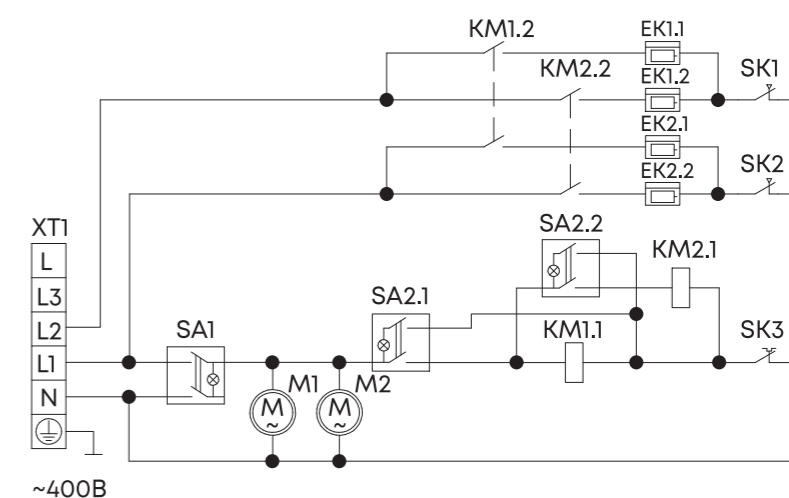 KM1.2
EK1.1
KM2.2
EK1.2
SK1
EK2.1
SK2
EK2.2
XT1
SA2.2
L
KM2.1
L3
SA2.1
L2
SA1
KM1.1
SK3
L1
M1
M2
N
M
~
M
~
~400В